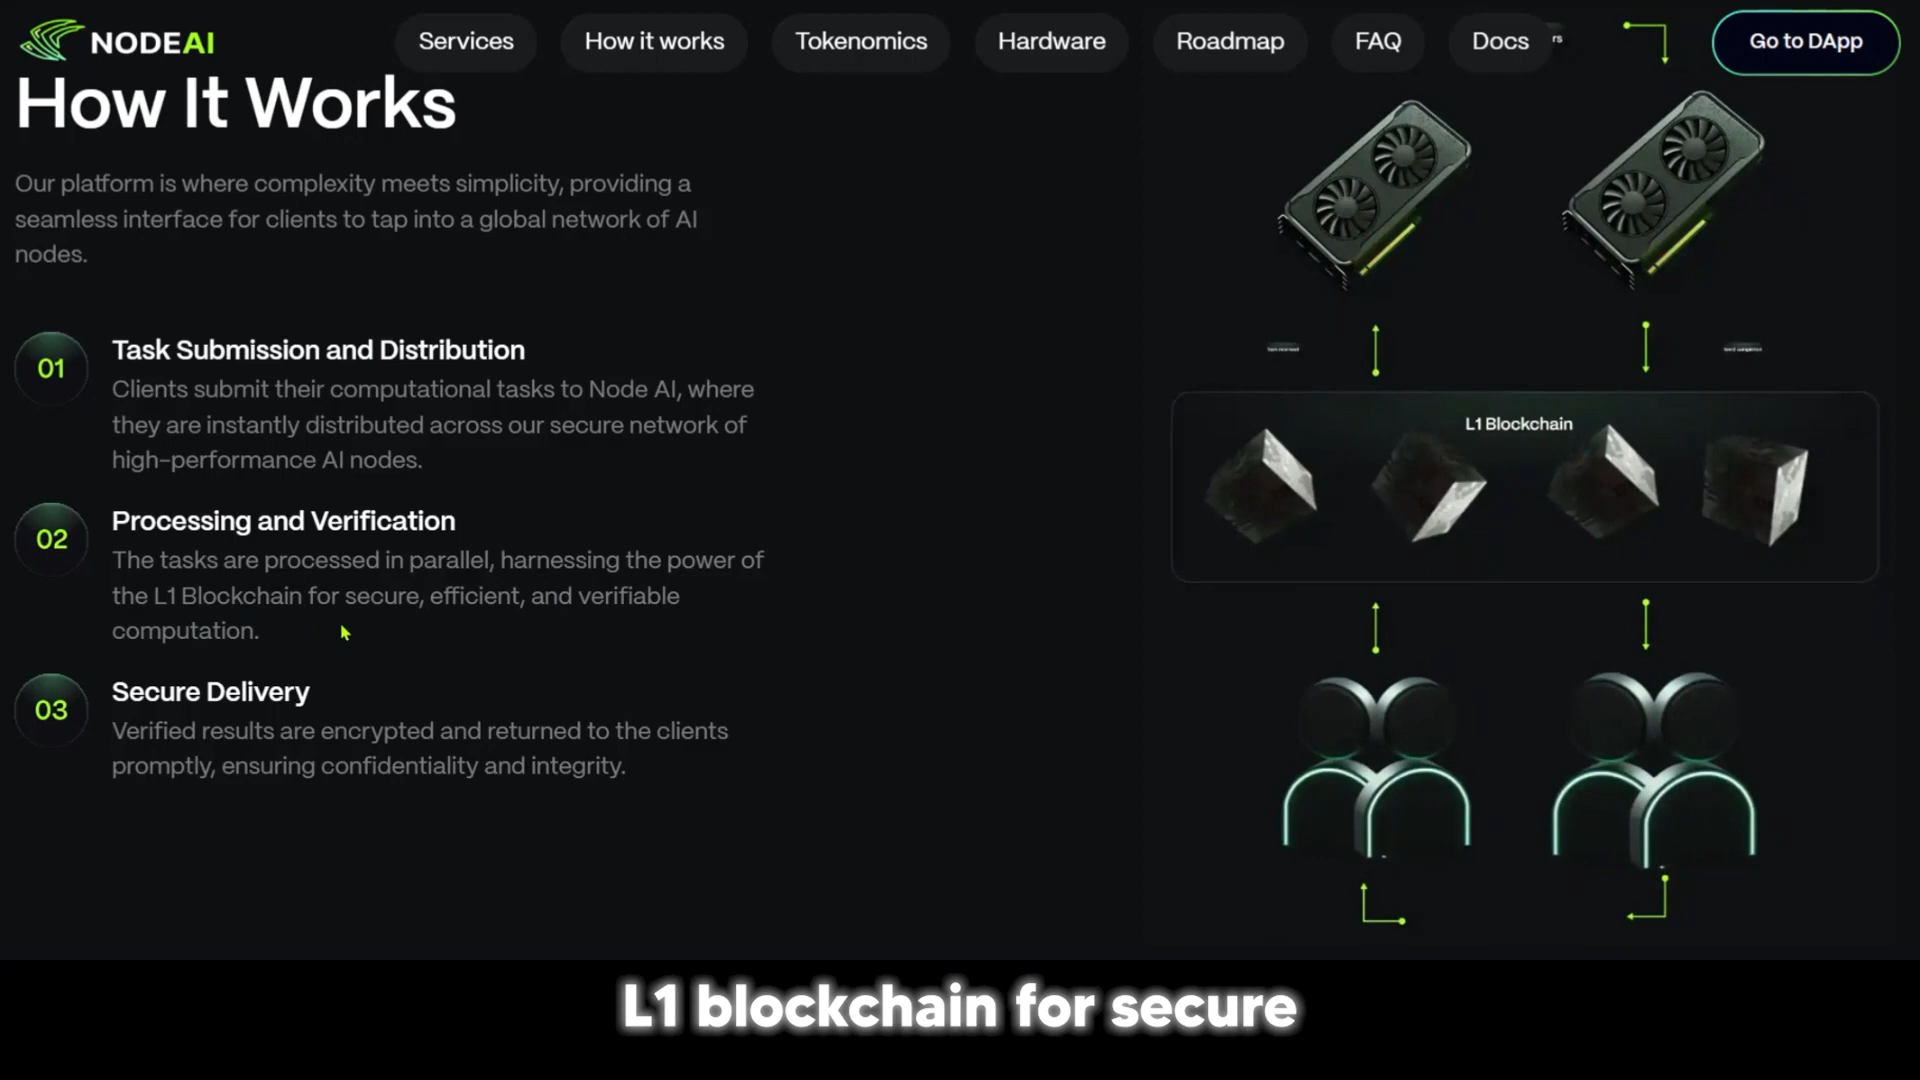 NODEAI
Services
How it works
Tokenomics
Hardware
Roadmap
FAQ
Docs
rs
Go to DApp
How It Works
Our platform is where complexity meets simplicity, providing a
seamless interface for clients to tap into a global network of AI
nodes.
01
Task Submission and Distribution
Clients submit their computational tasks to Node AI, where
they are instantly distributed across our secure network of
high-performance AI nodes.
02
Processing and Verification
The tasks are processed in parallel, harnessing the power of
the L1 Blockchain for secure, efficient, and verifiable
computation.
03
Secure Delivery
Verified results are encrypted and returned to the clients
promptly, ensuring confidentiality and integrity.
L1 Blockchain
L1 blockchain for secure